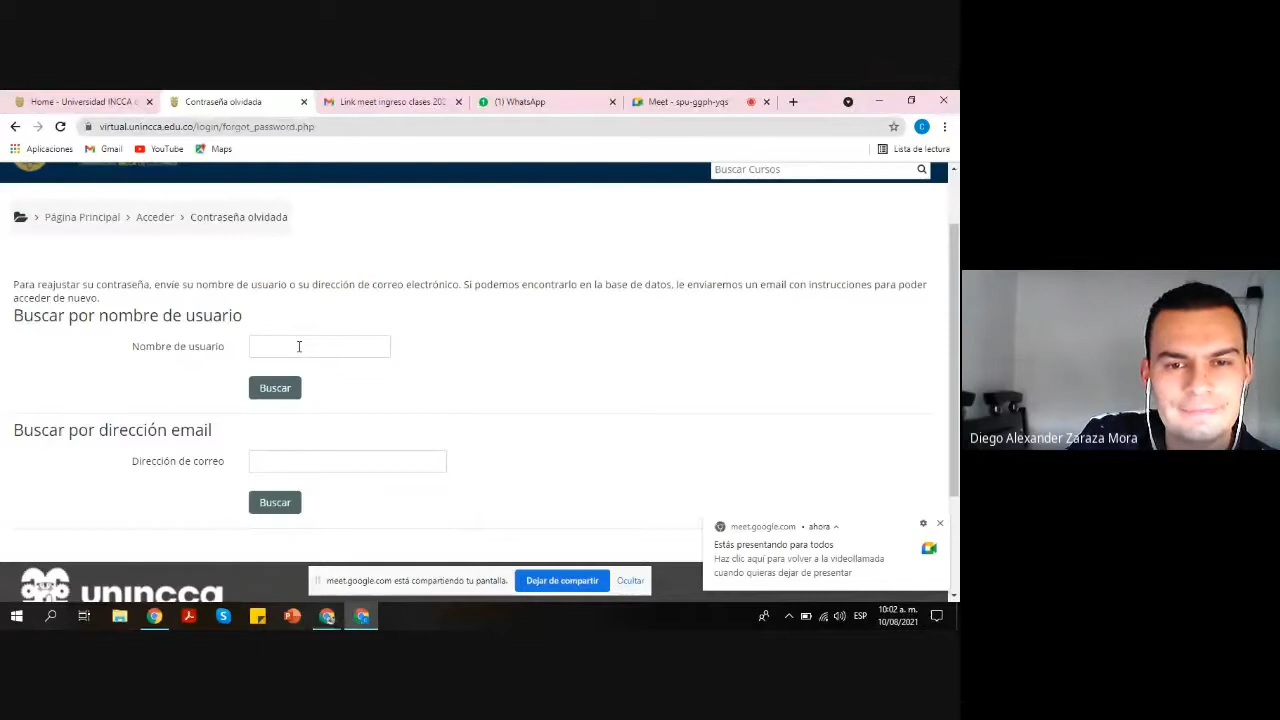 Home - Universidad INCCA
Contraseña olvidada
Link meet ingreso clases 202
(1) WhatsApp
Meet - spu-ggph-yqs
virtual.unincca.edu.co/login/forgot_password.php
C
Aplicaciones
Gmail
YouTube
Maps
Lista de lectura
Buscar Cursos
Página Principal
Acceder
Contraseña olvidada
Para reajustar su contraseña, envíe su nombre de usuario o su dirección de correo electrónico. Si podemos encontrarlo en la base de datos, le enviaremos un email con instrucciones para poder
acceder de nuevo.
Buscar por nombre de usuario
Nombre de usuario
Buscar
Buscar por dirección email
Dirección de correo
Buscar
Diego Alexander Zaraza Mora
meet.google.com • ahora
Estás presentando para todos
Haz clic aquí para volver a la videollamada
cuando quieras dejar de presentar
unincca
meet.google.com está compartiendo tu pantalla.
Dejar de compartir
Ocultar
ESP
10:02 a. m.
10/08/2021